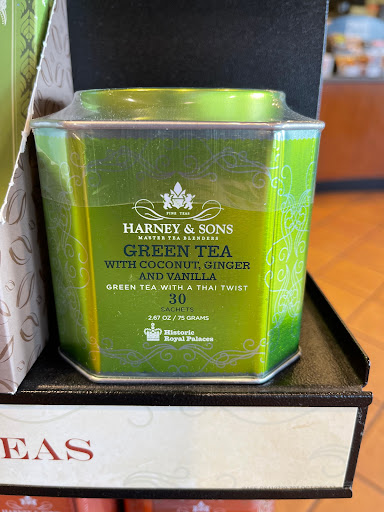 FINE TEAS
HARNEY & SONS
MASTER TEA BLENDERS
GREEN TEA
WITH COCONUT, GINGER
AND VANILLA
GREEN TEA WITH A THAI TWIST
30
SACHETS
2.67 OZ / 75 GRAMS
Historic
Royal Palaces
EAS